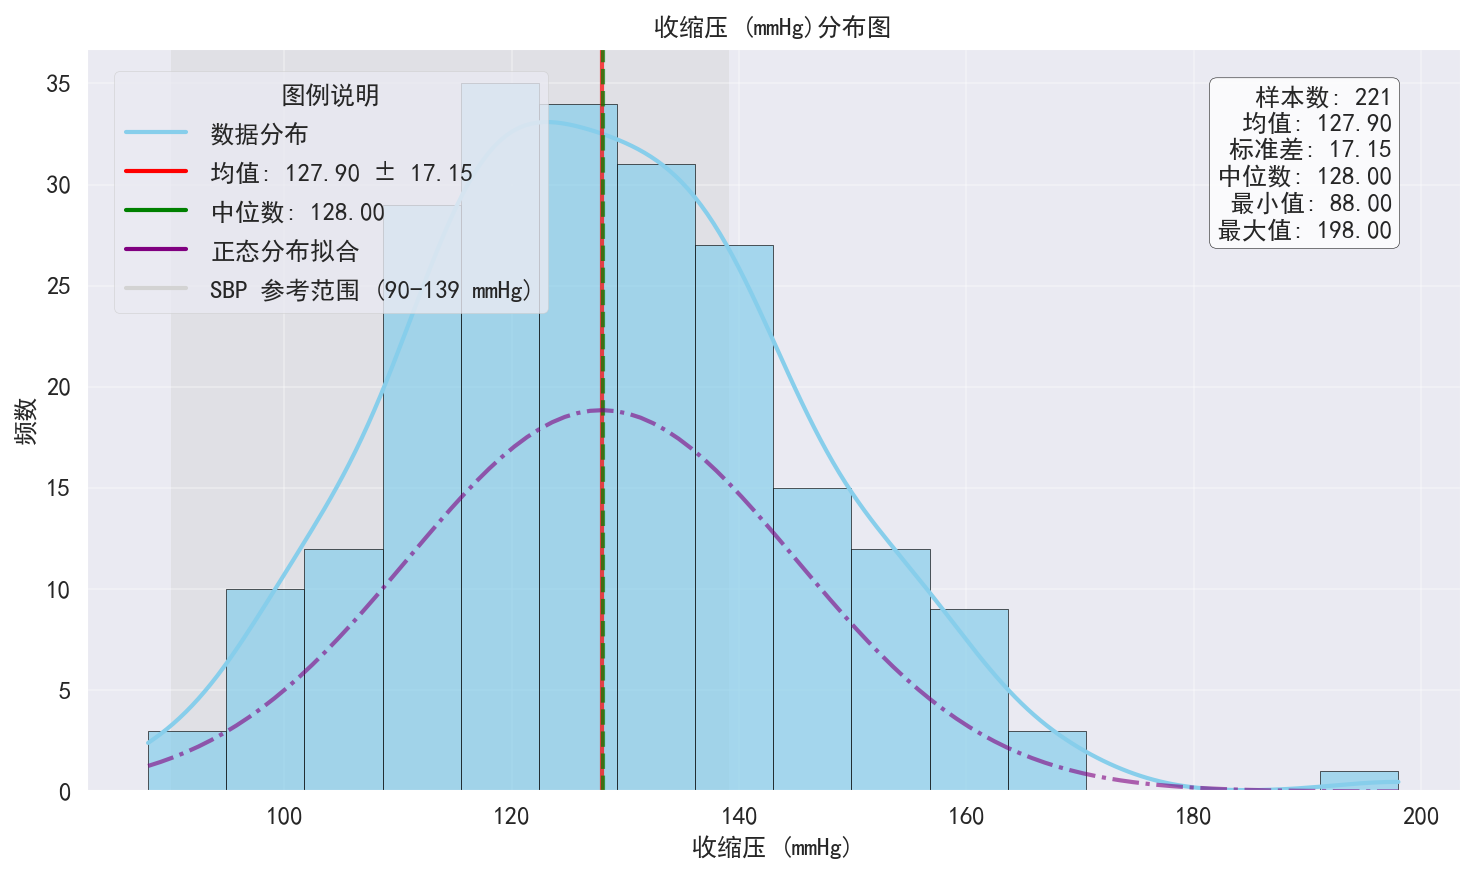 收缩压 (mmHg)分布图
图例说明
数据分布
均值: 127.90 ± 17.15
中位数: 128.00
正态分布拟合
SBP 参考范围 (90-139 mmHg)
样本数: 221
均值: 127.90
标准差: 17.15
中位数: 128.00
最小值: 88.00
最大值: 198.00
频数
35
30
25
20
15
10
5
0
100
120
140
160
180
200
收缩压 (mmHg)